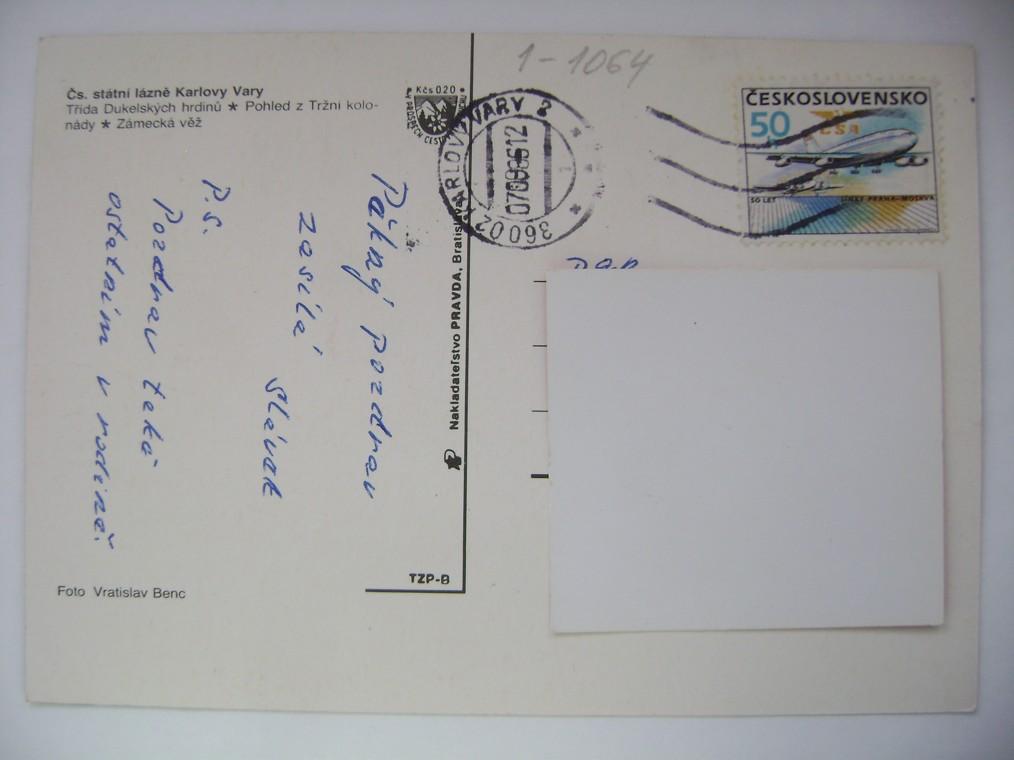 1-1064
Čs. státní lázně Karlovy Vary
Třída Dukelských hrdinů ★ Pohled z Tržní kolo-
nády ★ Zámecká věž
Kčs 0.20
KARLOVY VARY 2
360 02
ČESKOSLOVENSKO
50
ČSA
50 LET
LINKY PRAHA-MOSKVA
Pěkný pozdrav
zasílá
Slávek
P.S.
Pozdrav také
ostatním v rodině.
Nakladateľstvo PRAVDA, Bratislava
TZP-B
Foto Vratislav Benc